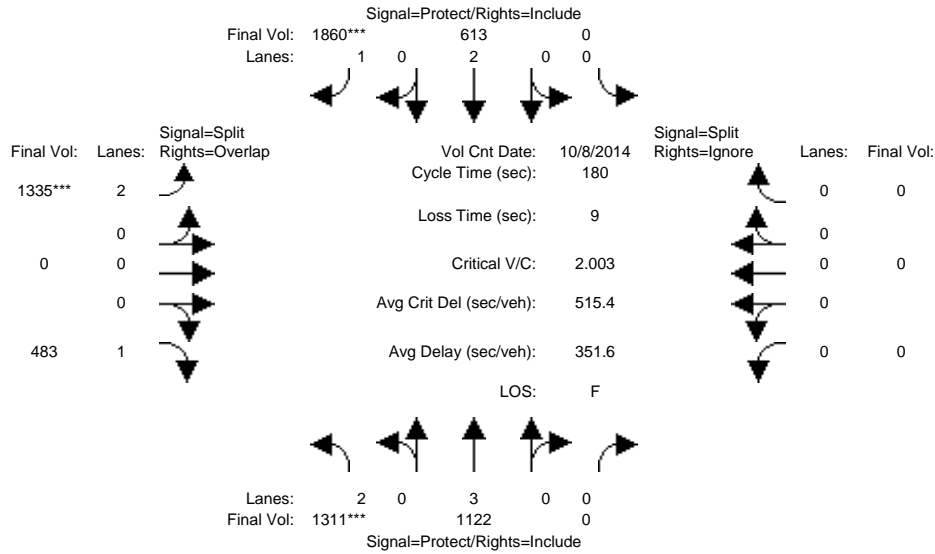 Signal=Protect/Rights=Include
Final Vol: 1860*** 613 0
Lanes: 1 0 2 0 0
Signal=Split
Final Vol: Lanes: Rights=Overlap
Vol Cnt Date: 10/8/2014
Signal=Split
Rights=Ignore Lanes: Final Vol:
Cycle Time (sec): 180
1335*** 2 0 0
Loss Time (sec): 9
0 0
0 0 Critical V/C: 2.003 0 0
0 Avg Crit Del (sec/veh): 515.4 0
483 1 Avg Delay (sec/veh): 351.6 0 0
LOS: F
Lanes: 2 0 3 0 0
Final Vol: 1311*** 1122 0
Signal=Protect/Rights=Include